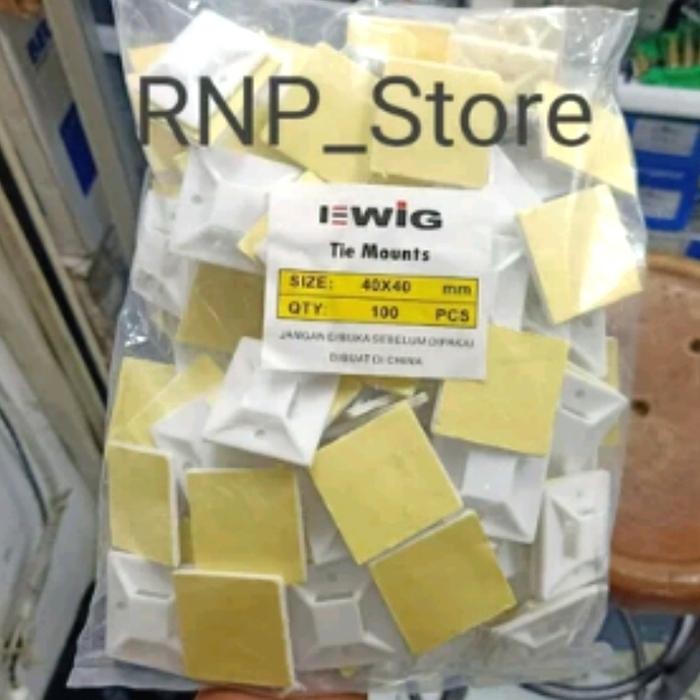 RNP_Store
EWIG
Tie Mounts
SIZE: 40X40 mm
QTY: 100 PCS
JANGAN DIBUKA SEBELUM DIPAKAI
DIBUAT DI CHINA